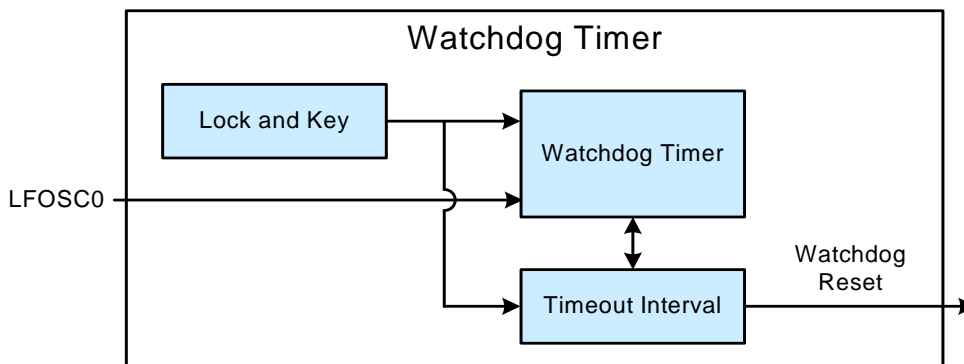 Watchdog Timer
Lock and Key
Watchdog Timer
LFOSC0
Watchdog
Reset
Timeout Interval